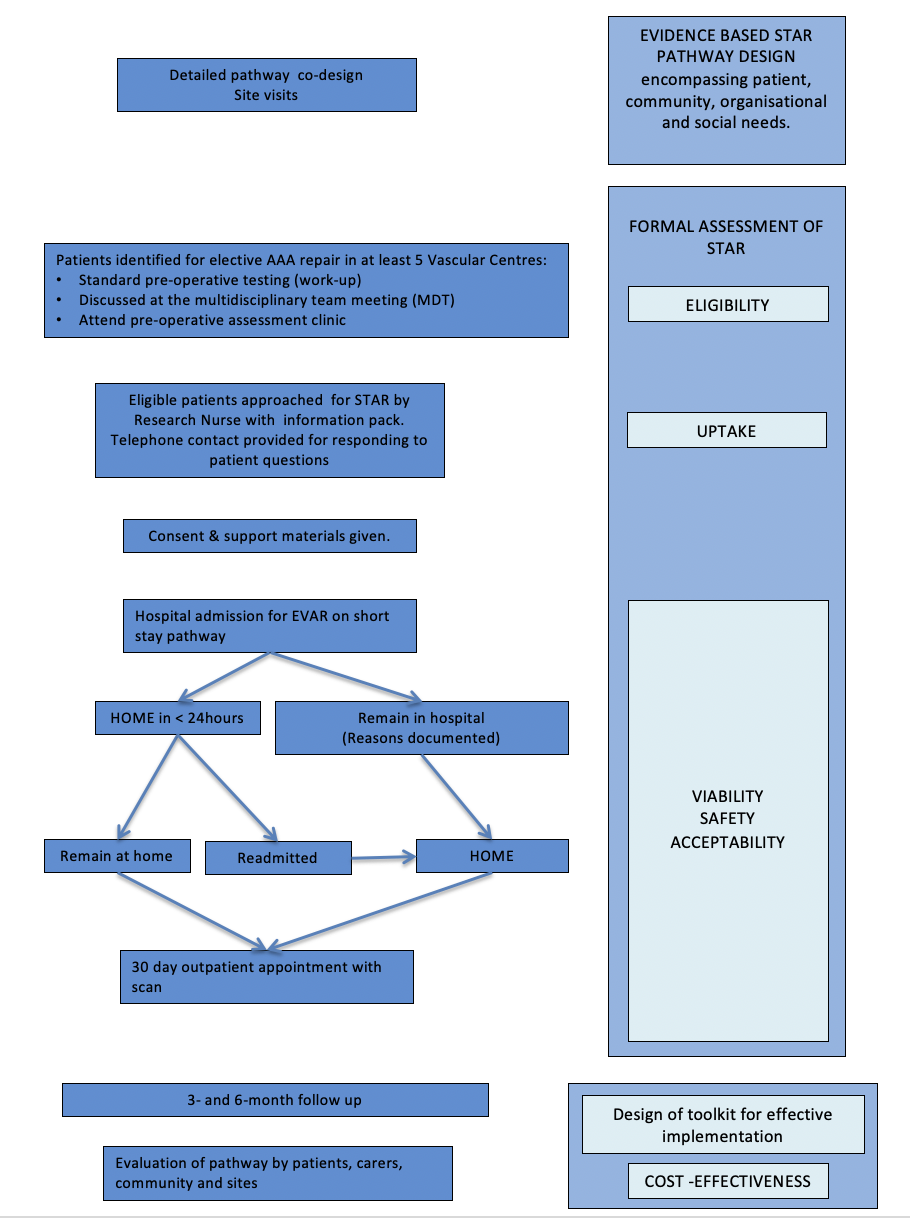 Detailed pathway co-design
Site visits
EVIDENCE BASED STAR
PATHWAY DESIGN
encompassing patient,
community, organisational
and social needs.
FORMAL ASSESSMENT OF
STAR
Patients identified for elective AAA repair in at least 5 Vascular Centres:
• Standard pre-operative testing (work-up)
• Discussed at the multidisciplinary team meeting (MDT)
• Attend pre-operative assessment clinic
ELIGIBILITY
Eligible patients approached for STAR by
Research Nurse with information pack.
Telephone contact provided for responding to
patient questions
UPTAKE
Consent & support materials given.
Hospital admission for EVAR on short
stay pathway
HOME in < 24hours
Remain in hospital
(Reasons documented)
Remain at home
Readmitted
HOME
VIABILITY
SAFETY
ACCEPTABILITY
30 day outpatient appointment with
scan
3- and 6-month follow up
Evaluation of pathway by patients, carers,
community and sites
Design of toolkit for effective
implementation
COST -EFFECTIVENESS